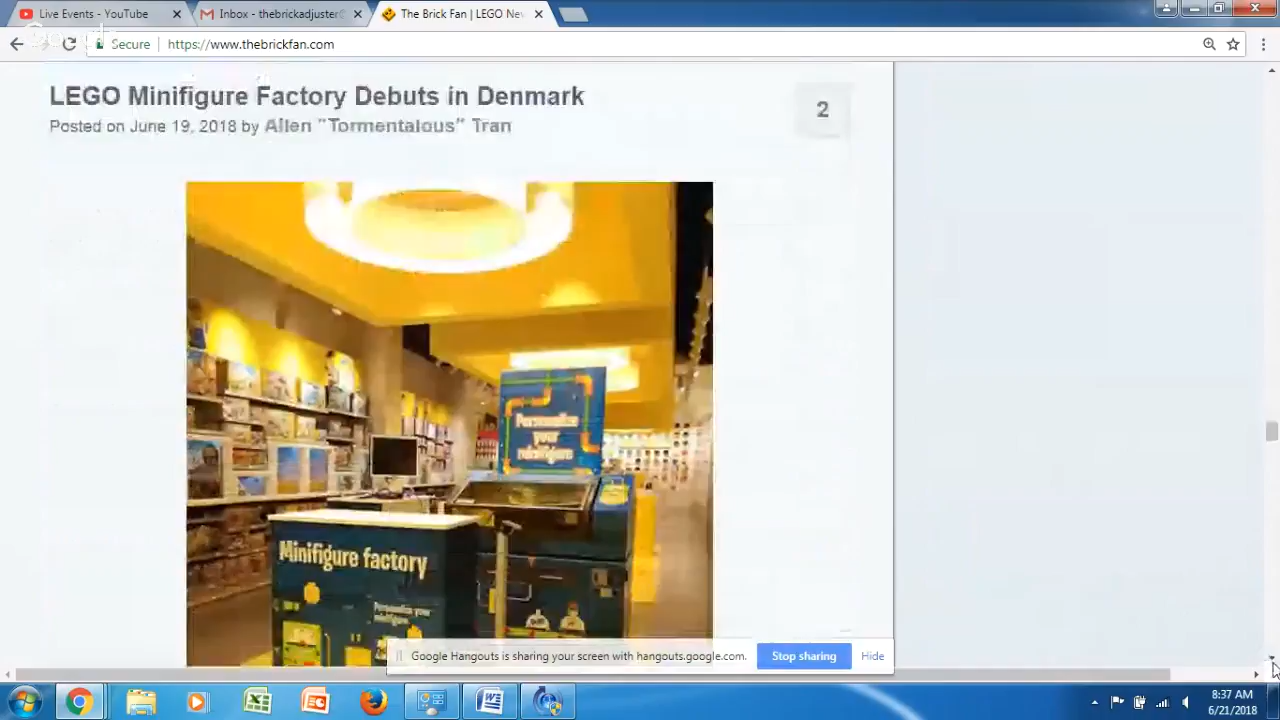 Live Events - YouTube
Inbox - thebrickadjuster@
The Brick Fan | LEGO Nev
Secure
https://www.thebrickfan.com
LEGO Minifigure Factory Debuts in Denmark
Posted on June 19, 2018 by Allen "Tormentalous" Tran
2
Personalize
your
minifigure
Minifigure factory
Personalize your
minifigure
Google Hangouts is sharing your screen with hangouts.google.com.
Stop sharing
Hide
8:37 AM
6/21/2018